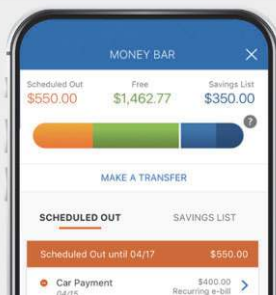 MONEY BAR
Scheduled Out Free Savings List
$550.00 $1,462.77 $350.00
?
MAKE A TRANSFER
SCHEDULED OUT SAVINGS LIST
Scheduled Out until 04/17 $550.00
Car Payment $400.00
04/15 Recurring e-bill